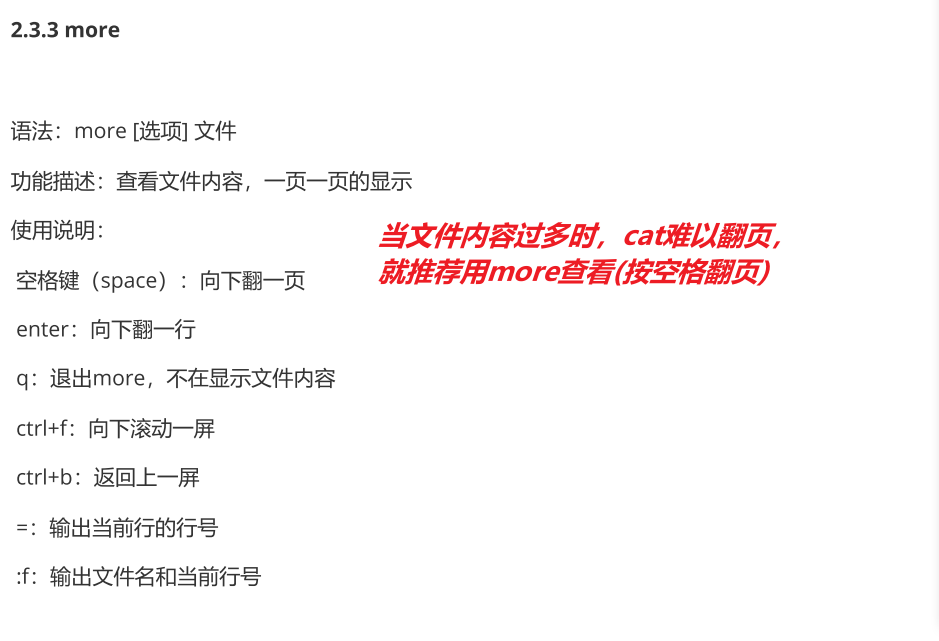 2.3.3 more
语法：more [选项] 文件
功能描述：查看文件内容，一页一页的显示
使用说明：
当文件内容过多时，cat难以翻页，
就推荐用more查看(按空格翻页)
空格键（space）：向下翻一页
enter：向下翻一行
q：退出more，不在显示文件内容
ctrl+f：向下滚动一屏
ctrl+b：返回上一屏
=：输出当前行的行号
:f：输出文件名和当前行号